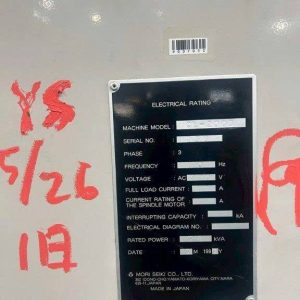 YS
5/26
1日
ELECTRICAL RATING
MACHINE MODEL
SERIAL NO.
PHASE 3
FREQUENCY Hz
VOLTAGE AC V
FULL LOAD CURRENT A
CURRENT RATING OF
THE SPINDLE MOTOR A
INTERRUPTING CAPACITY kA
ELECTRICAL DIAGRAM NO.
RATED POWER kVA
DATE 199
MORI SEIKI CO., LTD.
MADE IN JAPAN